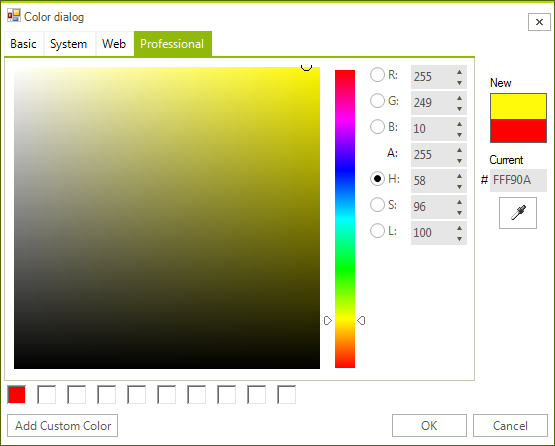 Color dialog
Basic System Web Professional
R: 255
G: 249
B: 10
A: 255
H: 58
S: 96
L: 100
New
Current
# FFF90A
Add Custom Color
OK
Cancel